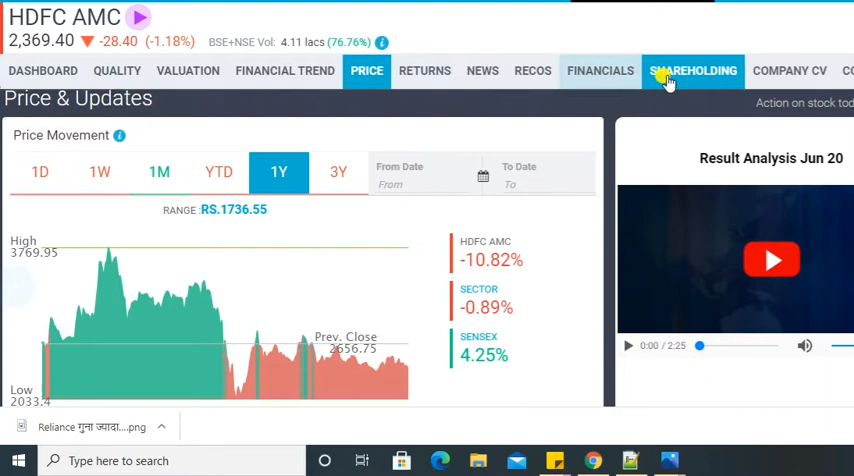 HDFC AMC
2,369.40 -28.40 (-1.18%) BSE+NSE Vol: 4.11 lacs (76.76%)
DASHBOARD QUALITY VALUATION FINANCIAL TREND PRICE RETURNS NEWS RECOS FINANCIALS SHAREHOLDING COMPANY CV CO
Price & Updates
Action on stock tod
Price Movement
1D 1W 1M YTD 1Y 3Y
From Date To Date
From To
RANGE :RS.1736.55
High
3769.95
Prev. Close
2656.75
Low
2033.4
HDFC AMC
-10.82%
SECTOR
-0.89%
SENSEX
4.25%
Result Analysis Jun 20
0:00 / 2:25
Reliance गुना ज्यादा....png
Type here to search